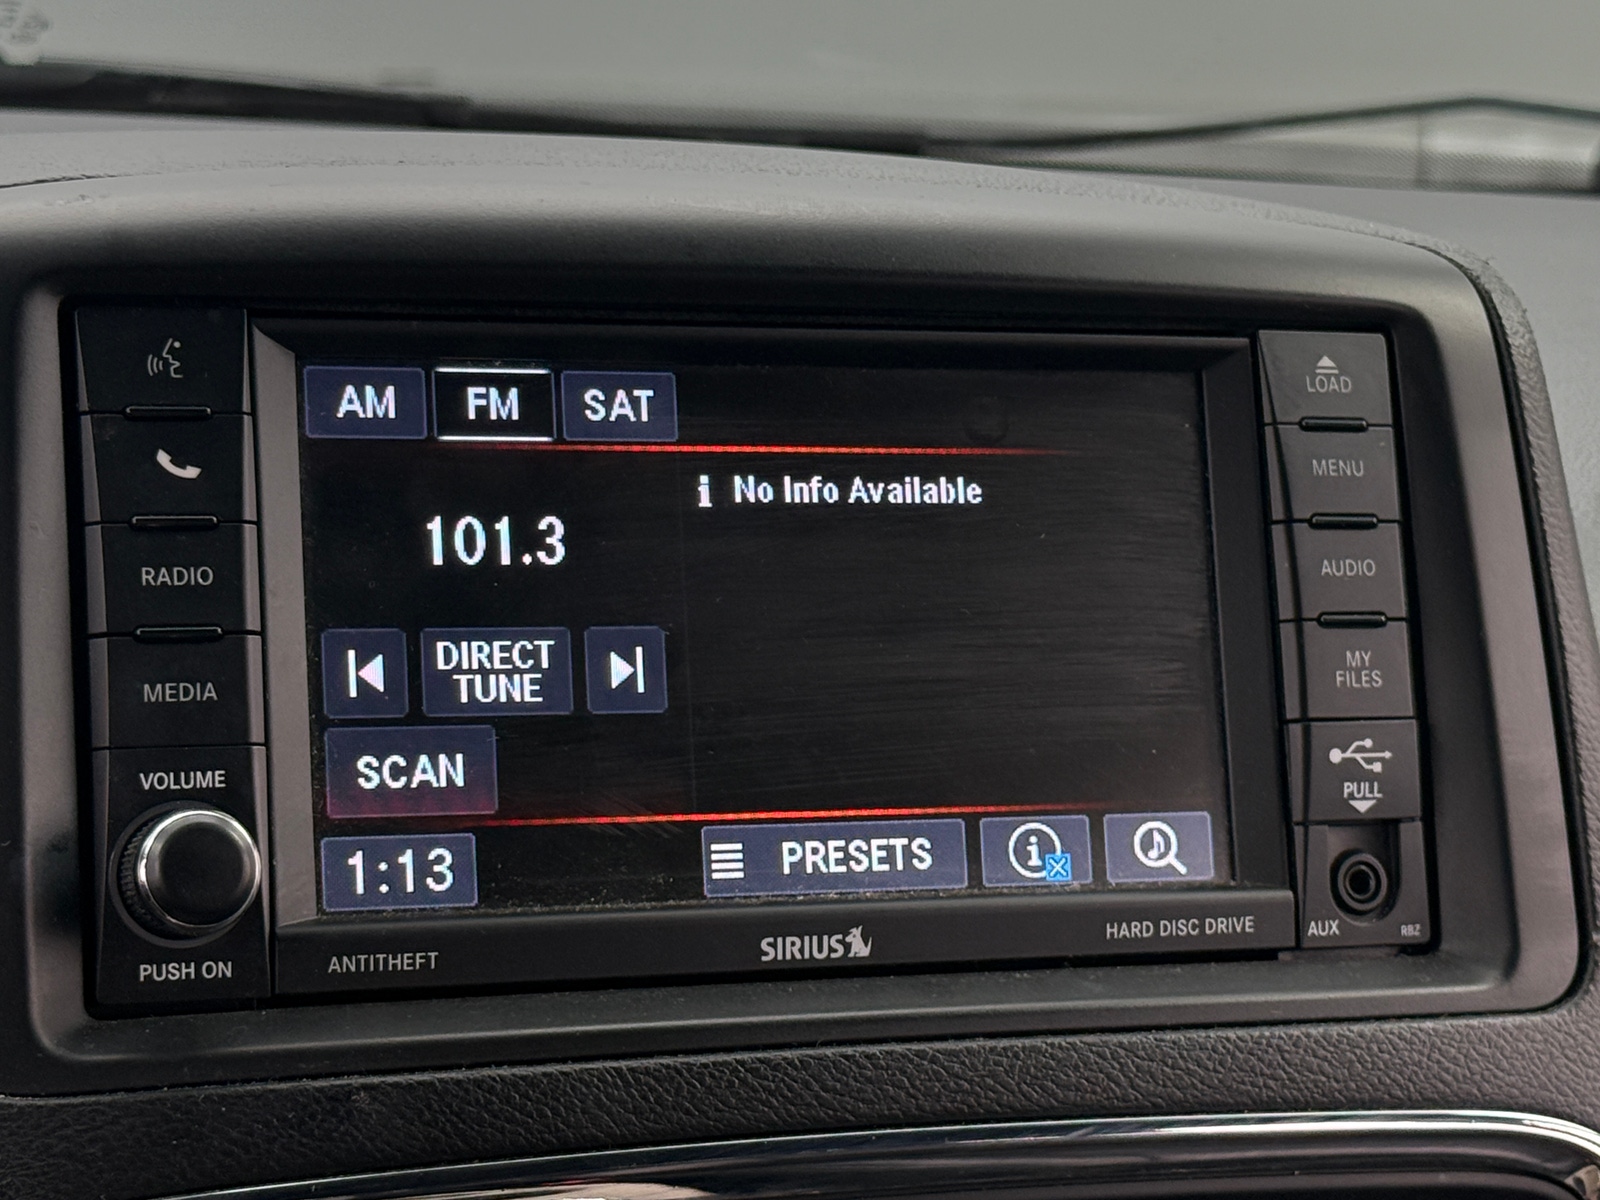 AM FM SAT
i No Info Available
101.3
DIRECT
TUNE
SCAN
1:13
PRESETS
i
RADIO
MEDIA
VOLUME
PUSH ON
LOAD
MENU
AUDIO
MY
FILES
PULL
AUX
RBZ
ANTITHEFT
SIRIUS
HARD DISC DRIVE